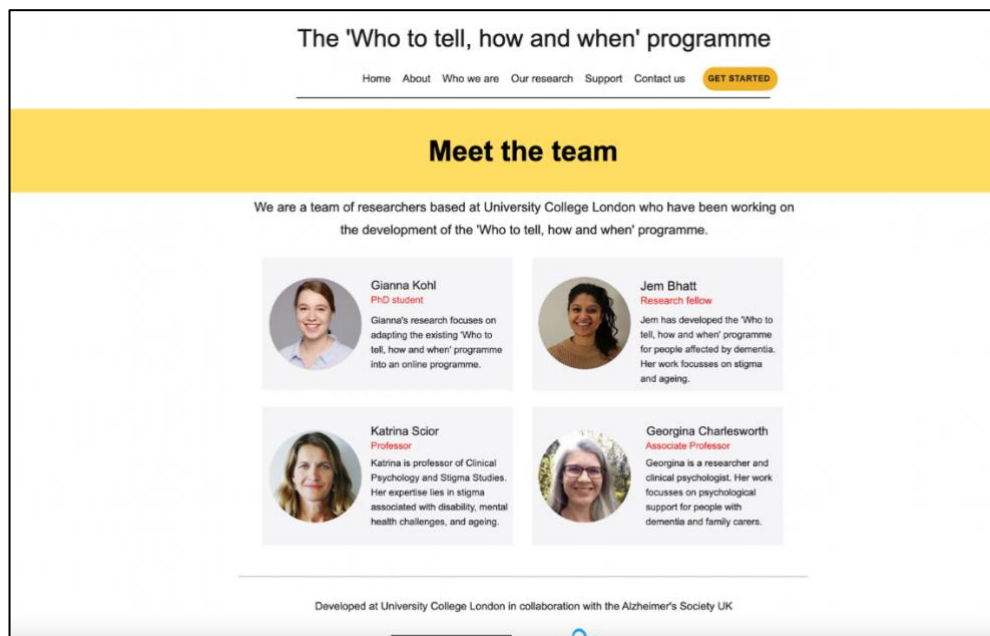 The 'Who to tell, how and when' programme
Home About Who we are Our research Support Contact us GET STARTED
Meet the team
We are a team of researchers based at University College London who have been working on
the development of the 'Who to tell, how and when' programme.
Gianna Kohl
PhD student
Gianna's research focuses on
adapting the existing 'Who to
tell, how and when' programme
into an online programme.
Jem Bhatt
Research fellow
Jem has developed the 'Who to
tell, how and when' programme
for people affected by dementia.
Her work focusses on stigma
and ageing.
Katrina Scior
Professor
Katrina is professor of Clinical
Psychology and Stigma Studies.
Her expertise lies in stigma
associated with disability, mental
health challenges, and ageing.
Georgina Charlesworth
Associate Professor
Georgina is a researcher and
clinical psychologist. Her work
focusses on psychological
support for people with
dementia and family carers.
Developed at University College London in collaboration with the Alzheimer's Society UK